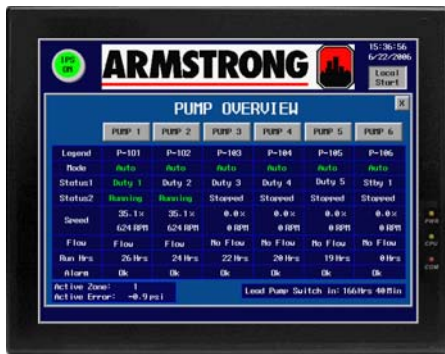 IPS
ON
ARMSTRONG
15:36:56
6/22/2006
Local
Start
PUMP OVERVIEW
X
PUMP 1 PUMP 2 PUMP 3 PUMP 4 PUMP 5 PUMP 6
Legend P-101 P-102 P-103 P-104 P-105 P-106
Mode Auto Auto Auto Auto Auto Auto
Status1 Duty 1 Duty 2 Duty 3 Duty 4 Duty 5 Stby 1
Status2 Running Running Stopped Stopped Stopped Stopped
Speed 35.1% 35.1% 0.0% 0.0% 0.0% 0.0%
624 RPM 624 RPM 0 RPM 0 RPM 0 RPM 0 RPM
Flow Flow Flow No Flow No Flow No Flow No Flow
Run Hrs 26 Hrs 24 Hrs 22 Hrs 20 Hrs 19 Hrs 0 Hrs
Alarm Ok Ok Ok Ok Ok Ok
Active Zone: 1
Active Error: -0.9psi
Lead Pump Switch in: 166Hrs 40Min
PWR
CPU
COM